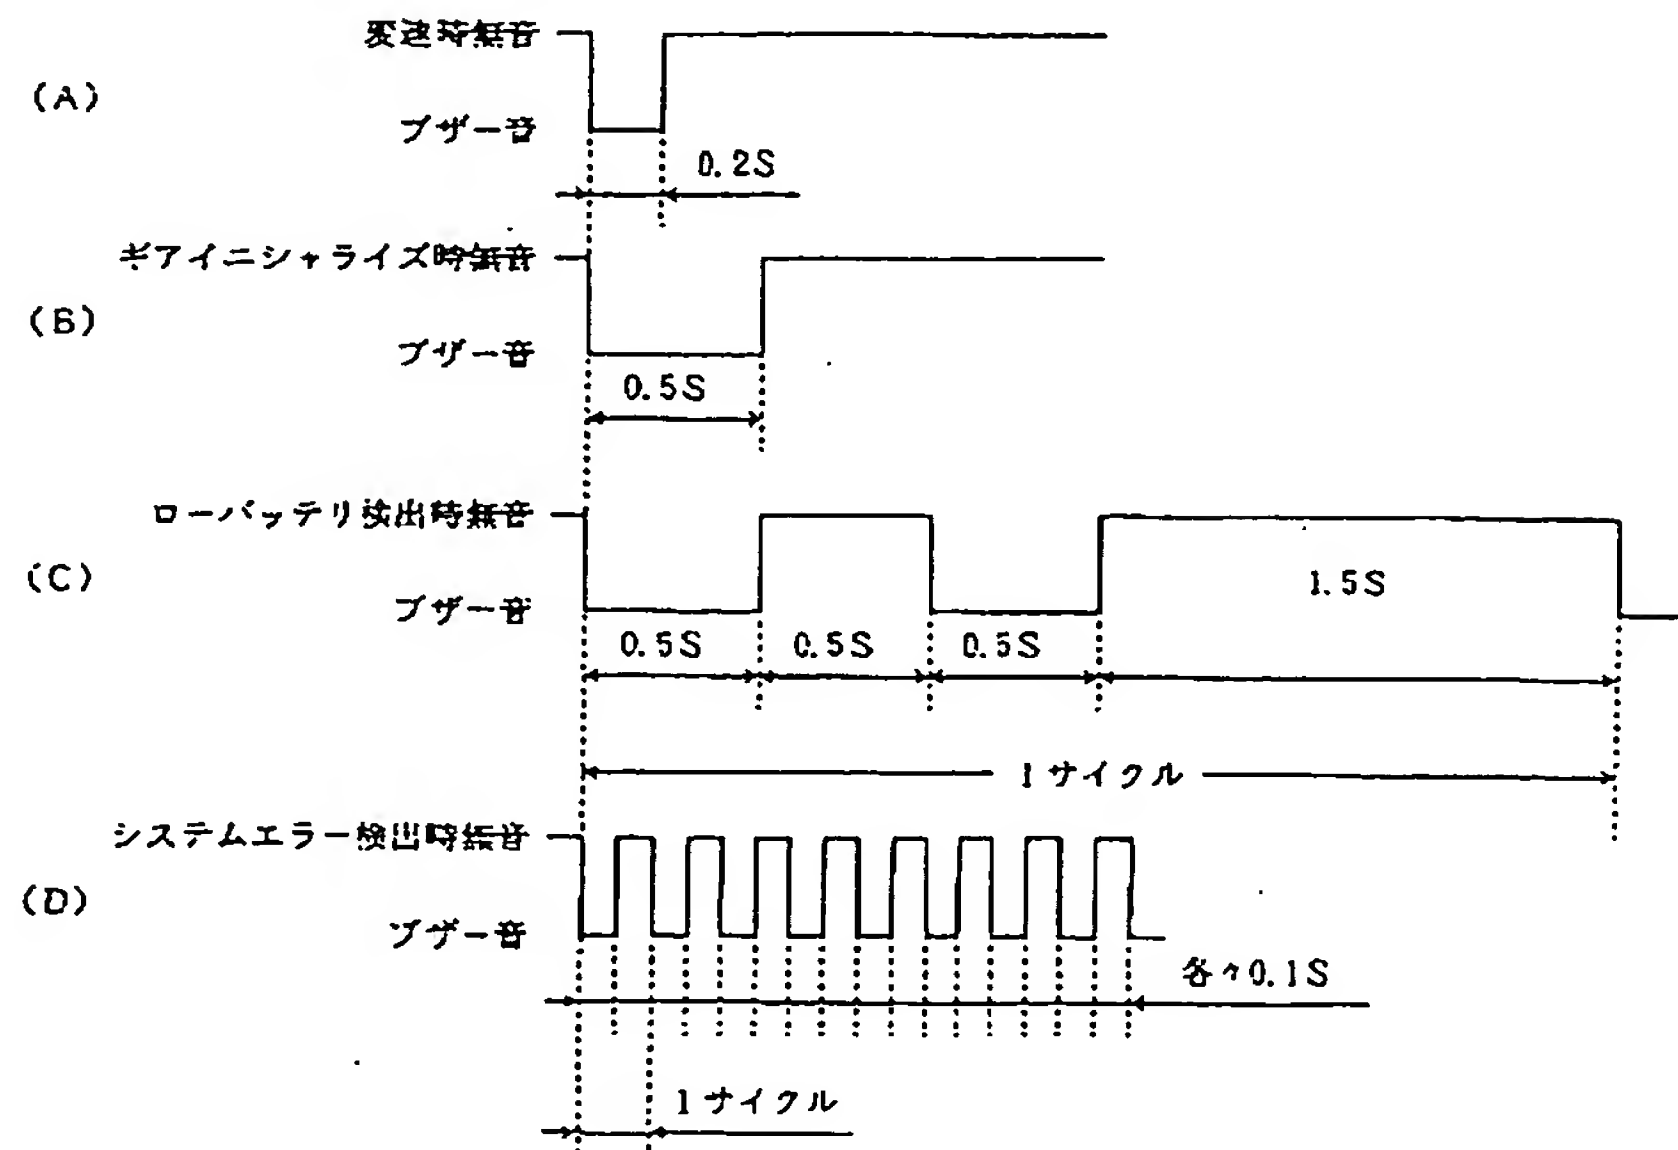 変速時無音
(A)
ブザー音
0.2S
ギアイニシャライズ時無音
(B)
ブザー音
0.5S
ローバッテリ検出時無音
(C)
1.5S
ブザー音
0.5S 0.5S 0.5S
1サイクル
システムエラー検出時無音
(D)
ブザー音
各々0.1S
1サイクル